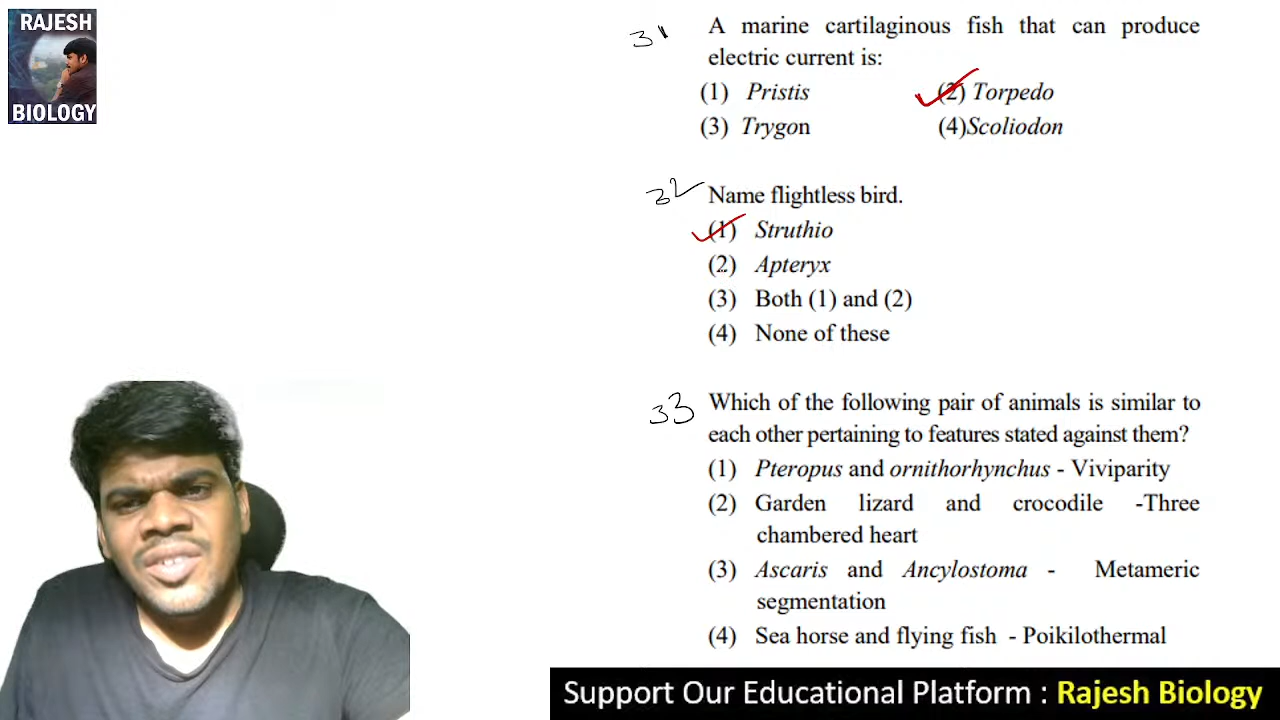 RAJESH
BIOLOGY
31
A marine cartilaginous fish that can produce
electric current is:
(1) Pristis (2) Torpedo
(3) Trygon (4)Scoliodon
32
Name flightless bird.
(1) Struthio
(2) Apteryx
(3) Both (1) and (2)
(4) None of these
33
Which of the following pair of animals is similar to
each other pertaining to features stated against them?
(1) Pteropus and ornithorhynchus - Viviparity
(2) Garden lizard and crocodile -Three
chambered heart
(3) Ascaris and Ancylostoma - Metameric
segmentation
(4) Sea horse and flying fish - Poikilothermal
Support Our Educational Platform : Rajesh Biology